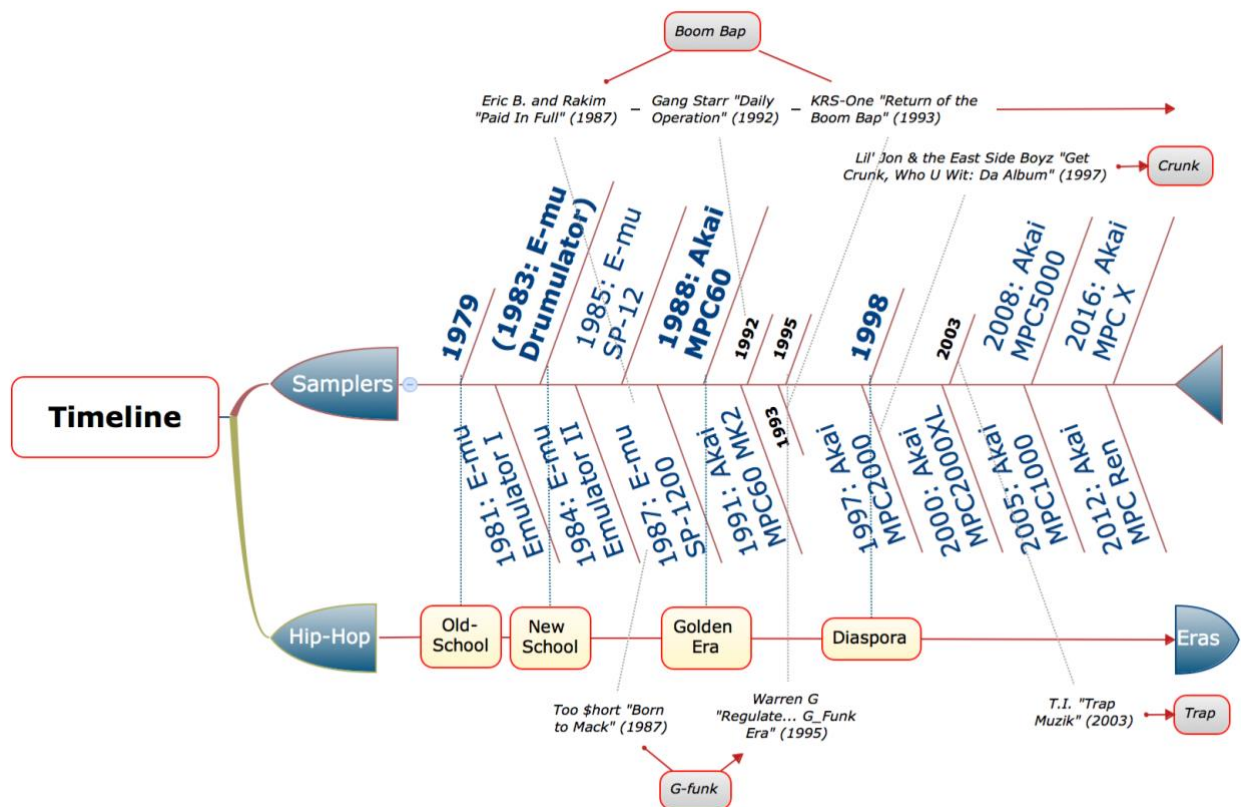 Boom Bap
Eric B. and Rakim
"Paid In Full" (1987)
Gang Starr "Daily
Operation" (1992)
KRS-One "Return of the
Boom Bap" (1993)
Lil' Jon & the East Side Boyz "Get
Crunk, Who U Wit: Da Album" (1997)
Crunk
1979
(1983: E-mu
Drumulator)
1985: E-mu
SP-12
1988: Akai
MPC60
1992
1995
1998
2003
2008: Akai
MPC5000
2016: Akai
MPC X
Timeline
Samplers
1981: E-mu
Emulator I
1984: E-mu
Emulator II
1987: E-mu
SP-1200
1991: Akai
MPC60 MK2
1993
1997: Akai
MPC2000
2000: Akai
MPC2000XL
2005: Akai
MPC1000
2012: Akai
MPC Ren
Hip-Hop
Old-
School
New
School
Golden
Era
Diaspora
Eras
Too $hort "Born
to Mack" (1987)
Warren G
"Regulate... G_Funk
Era" (1995)
T.I. "Trap
Muzik" (2003)
Trap
G-funk